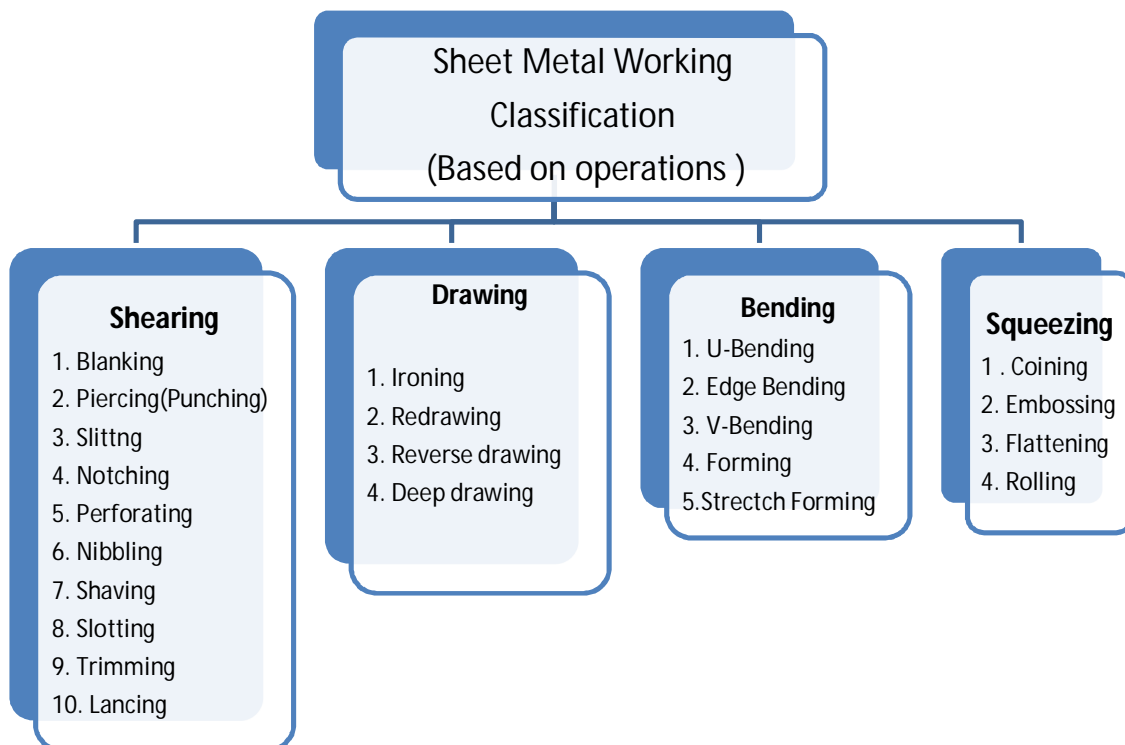 Sheet Metal Working
Classification
(Based on operations )
Shearing
1. Blanking
2. Piercing(Punching)
3. Slittng
4. Notching
5. Perforating
6. Nibbling
7. Shaving
8. Slotting
9. Trimming
10. Lancing
Drawing
1. Ironing
2. Redrawing
3. Reverse drawing
4. Deep drawing
Bending
1. U-Bending
2. Edge Bending
3. V-Bending
4. Forming
5.Strectch Forming
Squeezing
1 . Coining
2. Embossing
3. Flattening
4. Rolling